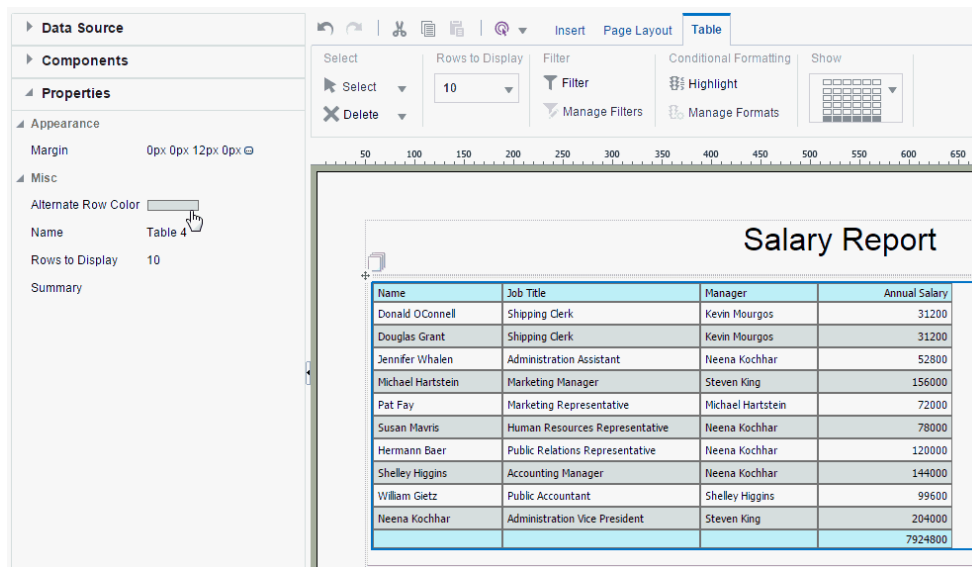 Data Source
Components
Properties
Appearance
Margin 0px 0px 12px 0px
Misc
Alternate Row Color
Name Table 4
Rows to Display 10
Summary
Insert Page Layout Table
Select Rows to Display Filter Conditional Formatting Show
Select 10 Filter Highlight
Delete Manage Filters Manage Formats
50 100 150 200 250 300 350 400 450 500 550 600 650
Salary Report
Name Job Title Manager Annual Salary
Donald OConnell Shipping Clerk Kevin Mourgos 31200
Douglas Grant Shipping Clerk Kevin Mourgos 31200
Jennifer Whalen Administration Assistant Neena Kochhar 52800
Michael Hartstein Marketing Manager Steven King 156000
Pat Fay Marketing Representative Michael Hartstein 72000
Susan Mavris Human Resources Representative Neena Kochhar 78000
Hermann Baer Public Relations Representative Neena Kochhar 120000
Shelley Higgins Accounting Manager Neena Kochhar 144000
William Gietz Public Accountant Shelley Higgins 99600
Neena Kochhar Administration Vice President Steven King 204000
7924800